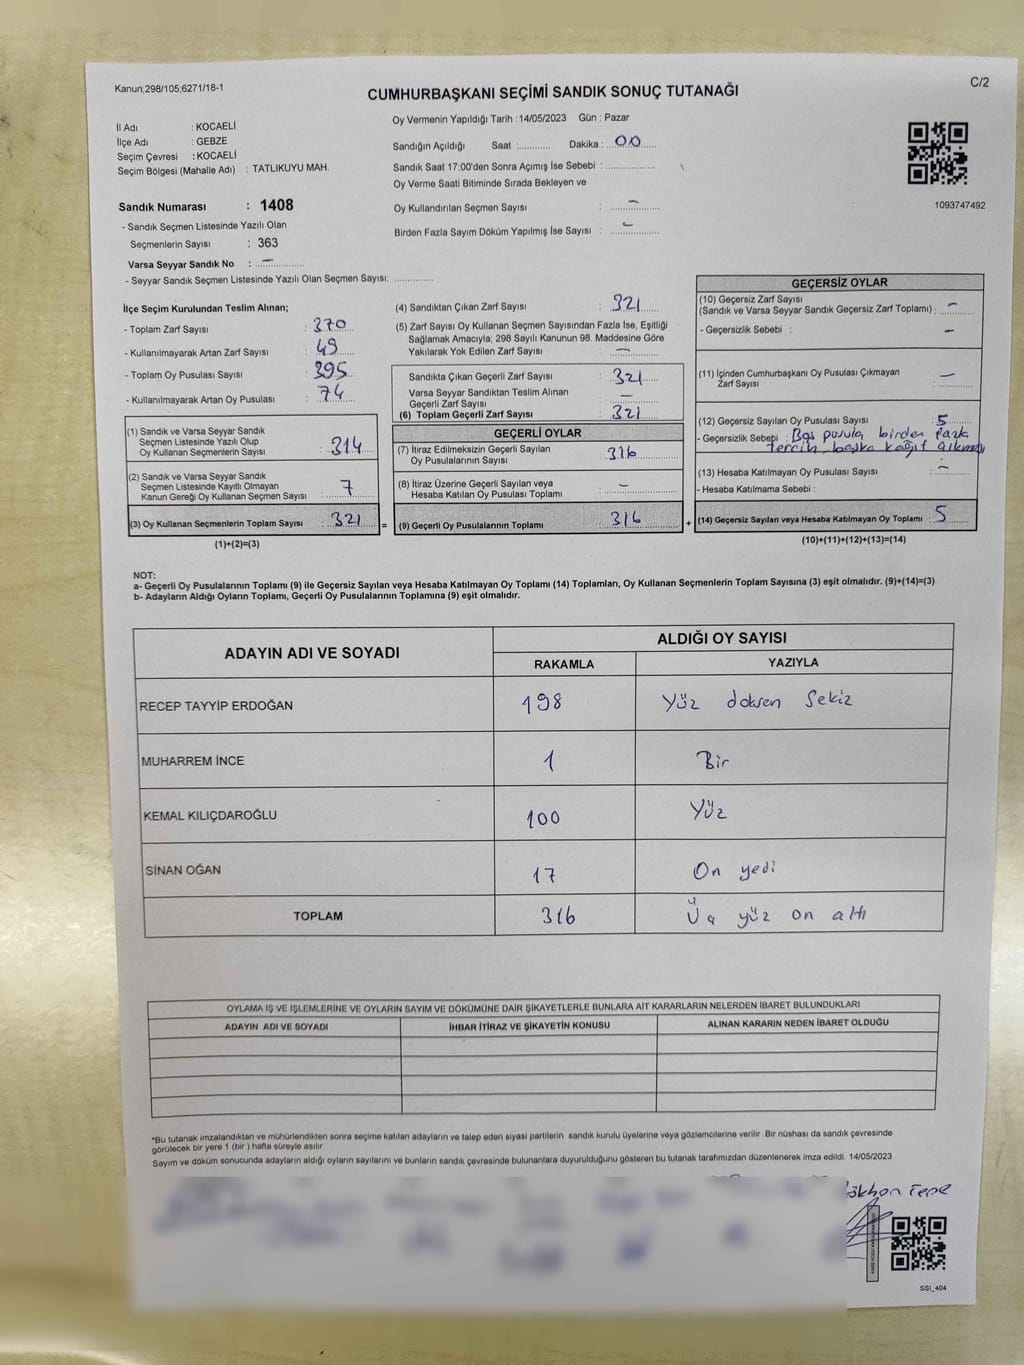 Kanun;298/105;6271/18-1
C/2
CUMHURBAŞKANI SEÇİMİ SANDIK SONUÇ TUTANAĞI
İl Adı : KOCAELİ
İlçe Adı : GEBZE
Seçim Çevresi : KOCAELİ
Seçim Bölgesi (Mahalle Adı) : TATLIKUYU MAH.
Sandık Numarası : 1408
- Sandık Seçmen Listesinde Yazılı Olan
Seçmenlerin Sayısı : 363
Varsa Seyyar Sandık No : –
- Seyyar Sandık Seçmen Listesinde Yazılı Olan Seçmen Sayısı: ..............
Oy Vermenin Yapıldığı Tarih :14/05/2023 Gün : Pazar
Sandığın Açıldığı Saat :........... Dakika : 00
Sandık Saat 17:00'den Sonra Açımış İse Sebebi :
Oy Verme Saati Bitiminde Sırada Bekleyen ve
Oy Kullandırılan Seçmen Sayısı : –
Birden Fazla Sayım Döküm Yapılmış İse Sayısı : –
1093747492
İlçe Seçim Kurulundan Teslim Alınan;
- Toplam Zarf Sayısı : 370
- Kullanılmayarak Artan Zarf Sayısı : 49
- Toplam Oy Pusulası Sayısı : 395
- Kullanılmayarak Artan Oy Pusulası : 74
(1) Sandık ve Varsa Seyyar Sandık
Seçmen Listesinde Yazılı Olup
Oy Kullanan Seçmenlerin Sayısı : 314
(2) Sandık ve Varsa Seyyar Sandık
Seçmen Listesinde Kayıtlı Olmayan
Kanun Gereği Oy Kullanan Seçmen Sayısı : 7
(3) Oy Kullanan Seçmenlerin Toplam Sayısı : 321 =
(1)+(2)=(3)
(4) Sandıktan Çıkan Zarf Sayısı : 321
(5) Zarf Sayısı Oy Kullanan Seçmen Sayısından Fazla İse, Eşitliği
Sağlamak Amacıyla; 298 Sayılı Kanunun 98. Maddesine Göre
Yakılarak Yok Edilen Zarf Sayısı : –
Sandıkta Çıkan Geçerli Zarf Sayısı : 321
Varsa Seyyar Sandıktan Teslim Alınan
Geçerli Zarf Sayısı : –
(6) Toplam Geçerli Zarf Sayısı : 321
GEÇERLİ OYLAR
(7) İtiraz Edilmeksizin Geçerli Sayılan
Oy Pusulalarının Sayısı : 316
(8) İtiraz Üzerine Geçerli Sayılan veya
Hesaba Katılan Oy Pusulası Toplamı : –
(9) Geçerli Oy Pusulalarının Toplamı : 316 +
GEÇERSİZ OYLAR
(10) Geçersiz Zarf Sayısı
(Sandık ve Varsa Seyyar Sandık Geçersiz Zarf Toplamı) : –
- Geçersizlik Sebebi : –
(11) İçinden Cumhurbaşkanı Oy Pusulası Çıkmayan
Zarf Sayısı : –
(12) Geçersiz Sayılan Oy Pusulası Sayısı : 5
- Geçersizlik Sebebi : Boş pusula, birden fazla
tercih başka kağıt çıkması
(13) Hesaba Katılmayan Oy Pusulası Sayısı : –
- Hesaba Katılmama Sebebi :
(14) Geçersiz Sayılan veya Hesaba Katılmayan Oy Toplamı : 5
(10)+(11)+(12)+(13)=(14)
NOT:
a- Geçerli Oy Pusulalarının Toplamı (9) ile Geçersiz Sayılan veya Hesaba Katılmayan Oy Toplamı (14) Toplamları, Oy Kullanan Seçmenlerin Toplam Sayısına (3) eşit olmalıdır. (9)+(14)=(3)
b- Adayların Aldığı Oyların Toplamı, Geçerli Oy Pusulalarının Toplamına (9) eşit olmalıdır.
ADAYIN ADI VE SOYADI
ALDIĞI OY SAYISI
RAKAMLA YAZIYLA
RECEP TAYYİP ERDOĞAN 198 Yüz doksen sekiz
MUHARREM İNCE 1 Bir
KEMAL KILIÇDAROĞLU 100 Yüz
SİNAN OĞAN 17 On yedi
TOPLAM 316 Üç yüz on altı
OYLAMA İŞ VE İŞLEMLERİNE VE OYLARIN SAYIM VE DÖKÜMÜNE DAİR ŞİKAYETLERLE BUNLARA AİT KARARLARIN NELERDEN İBARET BULUNDUKLARI
ADAYIN ADI VE SOYADI İHBAR İTİRAZ VE ŞİKAYETİN KONUSU ALINAN KARARIN NEDEN İBARET OLDUĞU
*Bu tutanak imzalandıktan ve mühürlendikten sonra seçime katılan adayların ve talep eden siyasi partilerin sandık kurulu üyelerine veya gözlemcilerine verilir. Bir nüshası da sandık çevresinde
görülecek bir yere 1 (bir) hafta süreyle asılır.
Sayım ve döküm sonucunda adayların aldığı oyların sayılarını ve bunların sandık çevresinde bulunanlara duyurulduğunu gösteren bu tutanak tarafımızdan düzenlenerek imza edildi. 14/05/2023
ökhan Tepe
SSI_404